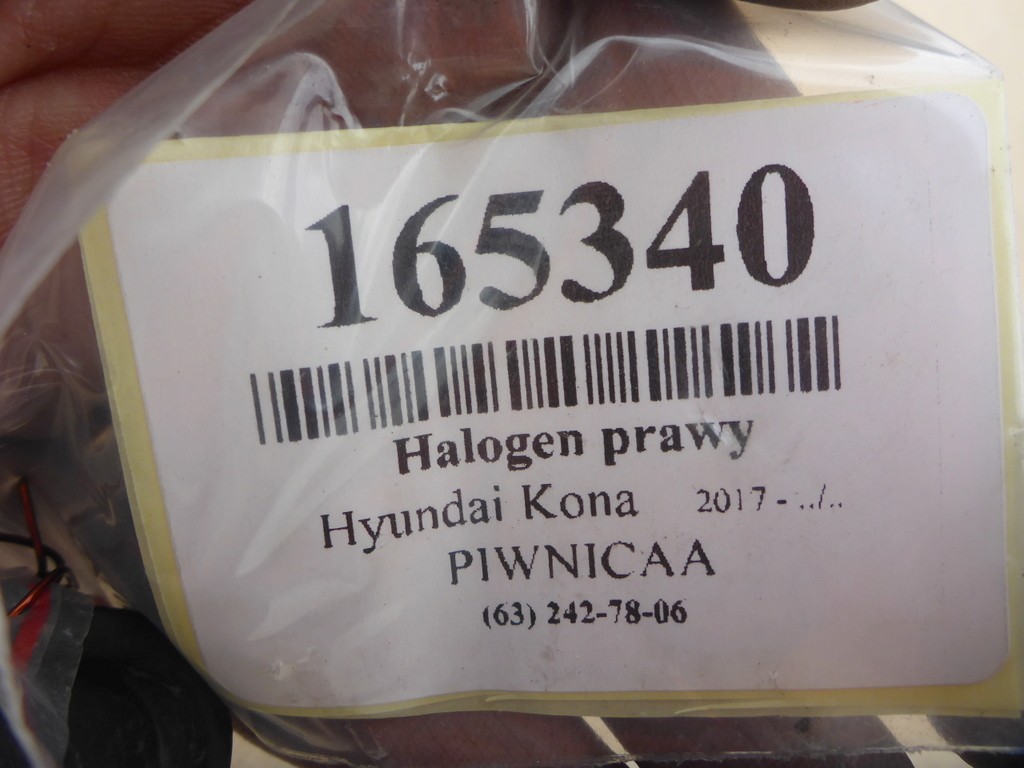 165340
Halogen prawy
Hyundai Kona 2017 - ../..
PIWNICAA
(63) 242-78-06